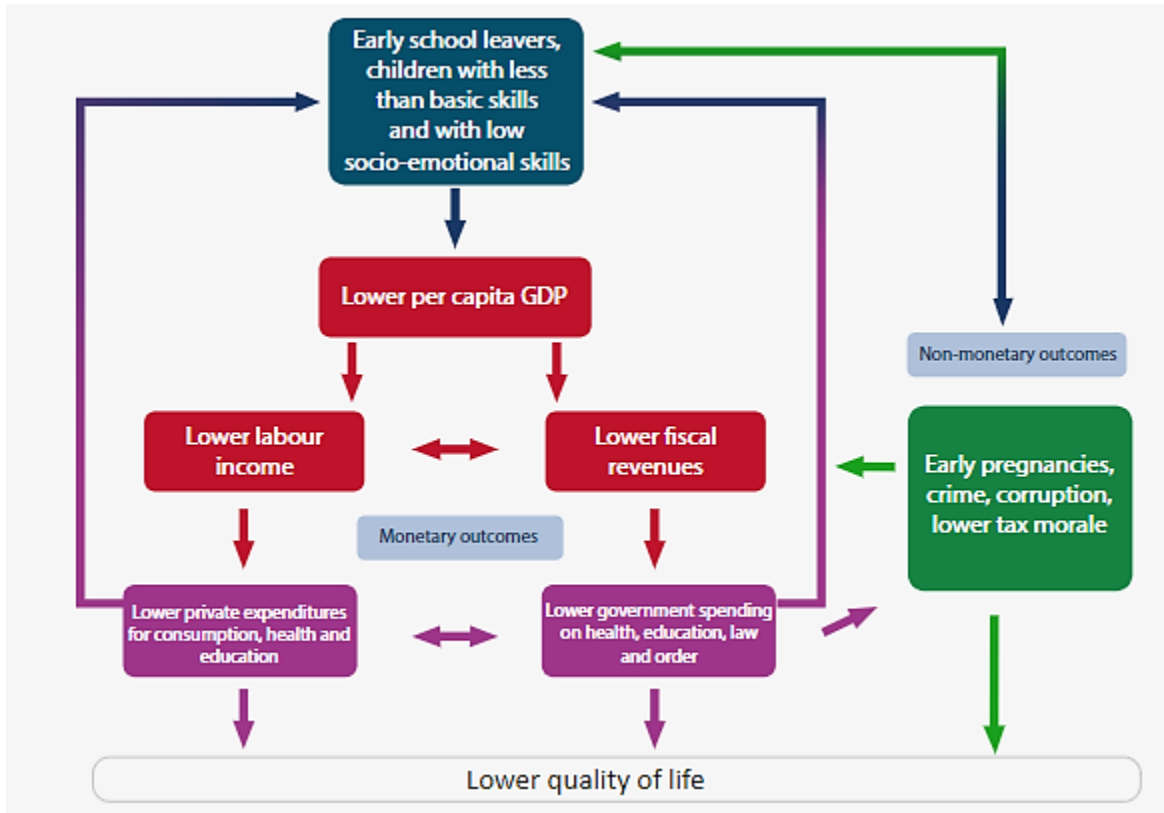 Early school leavers,
children with less
than basic skills
and with low
socio-emotional skills
Lower per capita GDP
Non-monetary outcomes
Lower labour
income
Lower fiscal
revenues
Early pregnancies,
crime, corruption,
lower tax morale
Monetary outcomes
Lower private expenditures
for consumption, health and
education
Lower government spending
on health, education, law
and order
Lower quality of life